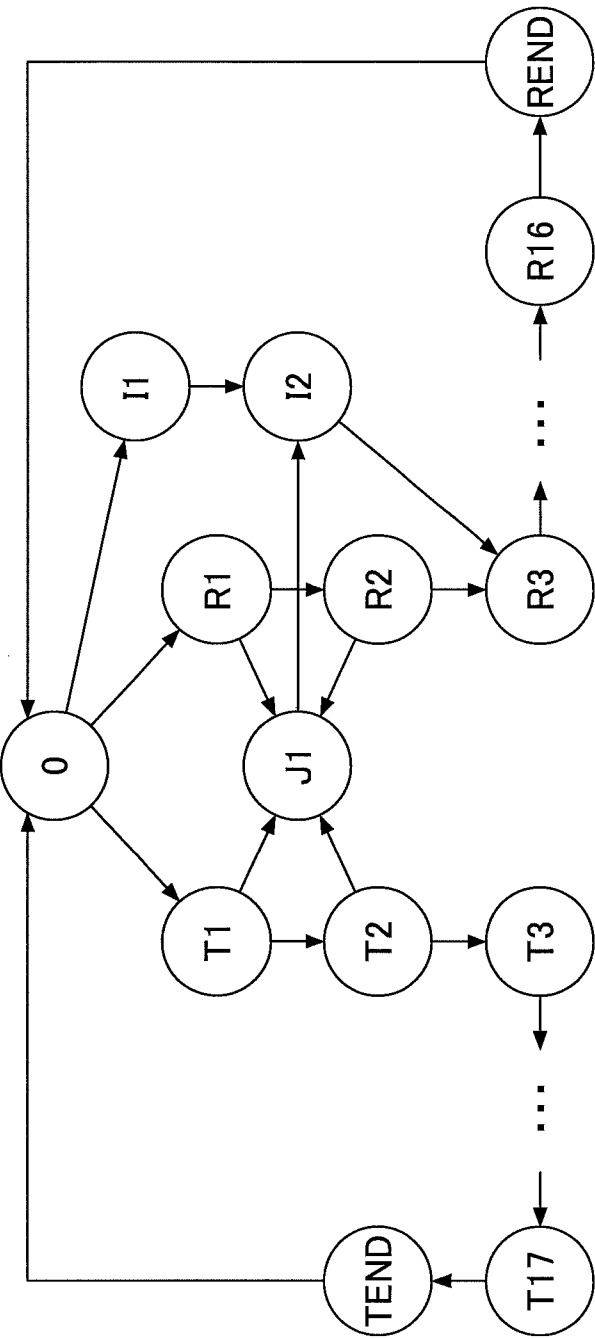 0
I1
T1
R1
J1
I2
TEND
T2
R2
T17
...
T3
R3
...
R16
REND